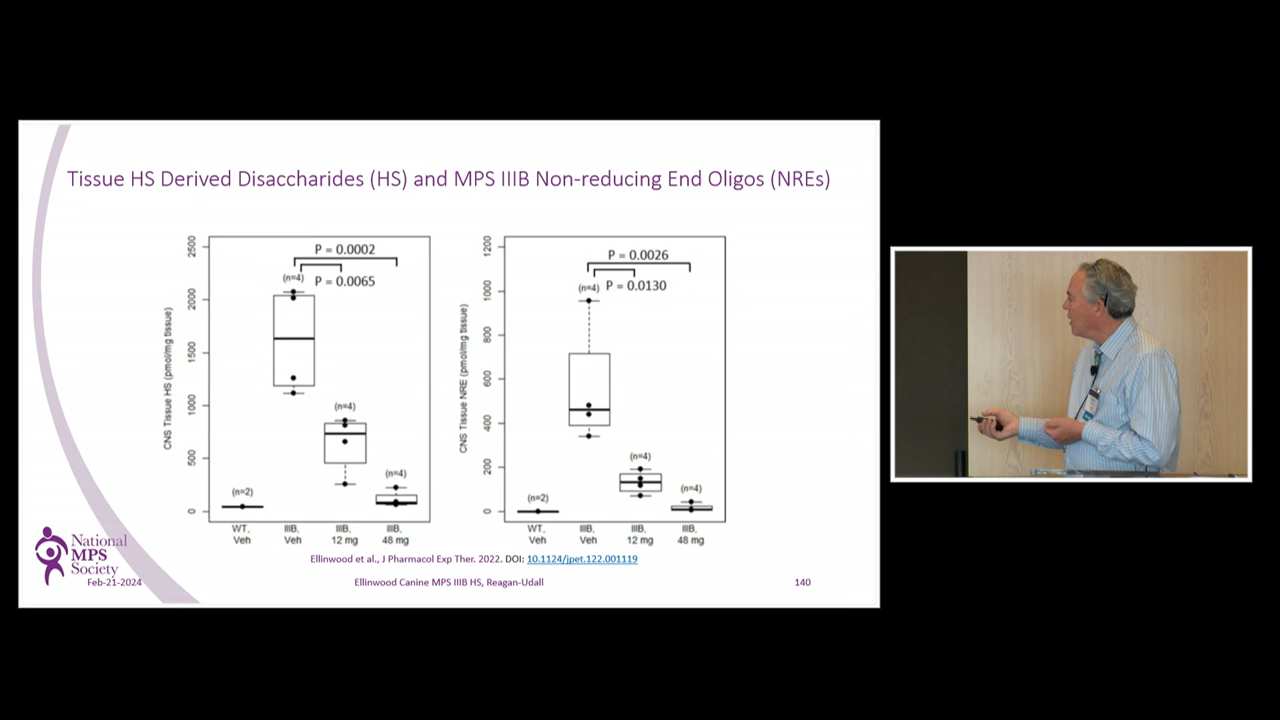 Tissue HS Derived Disaccharides (HS) and MPS IIIB Non-reducing End Oligos (NREs)
CNS Tissue HS (pmol/mg tissue)
2500
2000
1500
1000
500
0
P = 0.0002
(n=4)
P = 0.0065
(n=4)
(n=4)
(n=2)
WT, Veh
IIIB, Veh
IIIB, 12 mg
IIIB, 48 mg
CNS Tissue NRE (pmol/mg tissue)
1200
1000
800
600
400
200
0
P = 0.0026
(n=4)
P = 0.0130
(n=4)
(n=4)
(n=2)
WT, Veh
IIIB, Veh
IIIB, 12 mg
IIIB, 48 mg
Ellinwood et al., J Pharmacol Exp Ther. 2022. DOI: 10.1124/jpet.122.001119
National
MPS
Society
Feb-21-2024
Ellinwood Canine MPS IIIB HS, Reagan-Udall
140